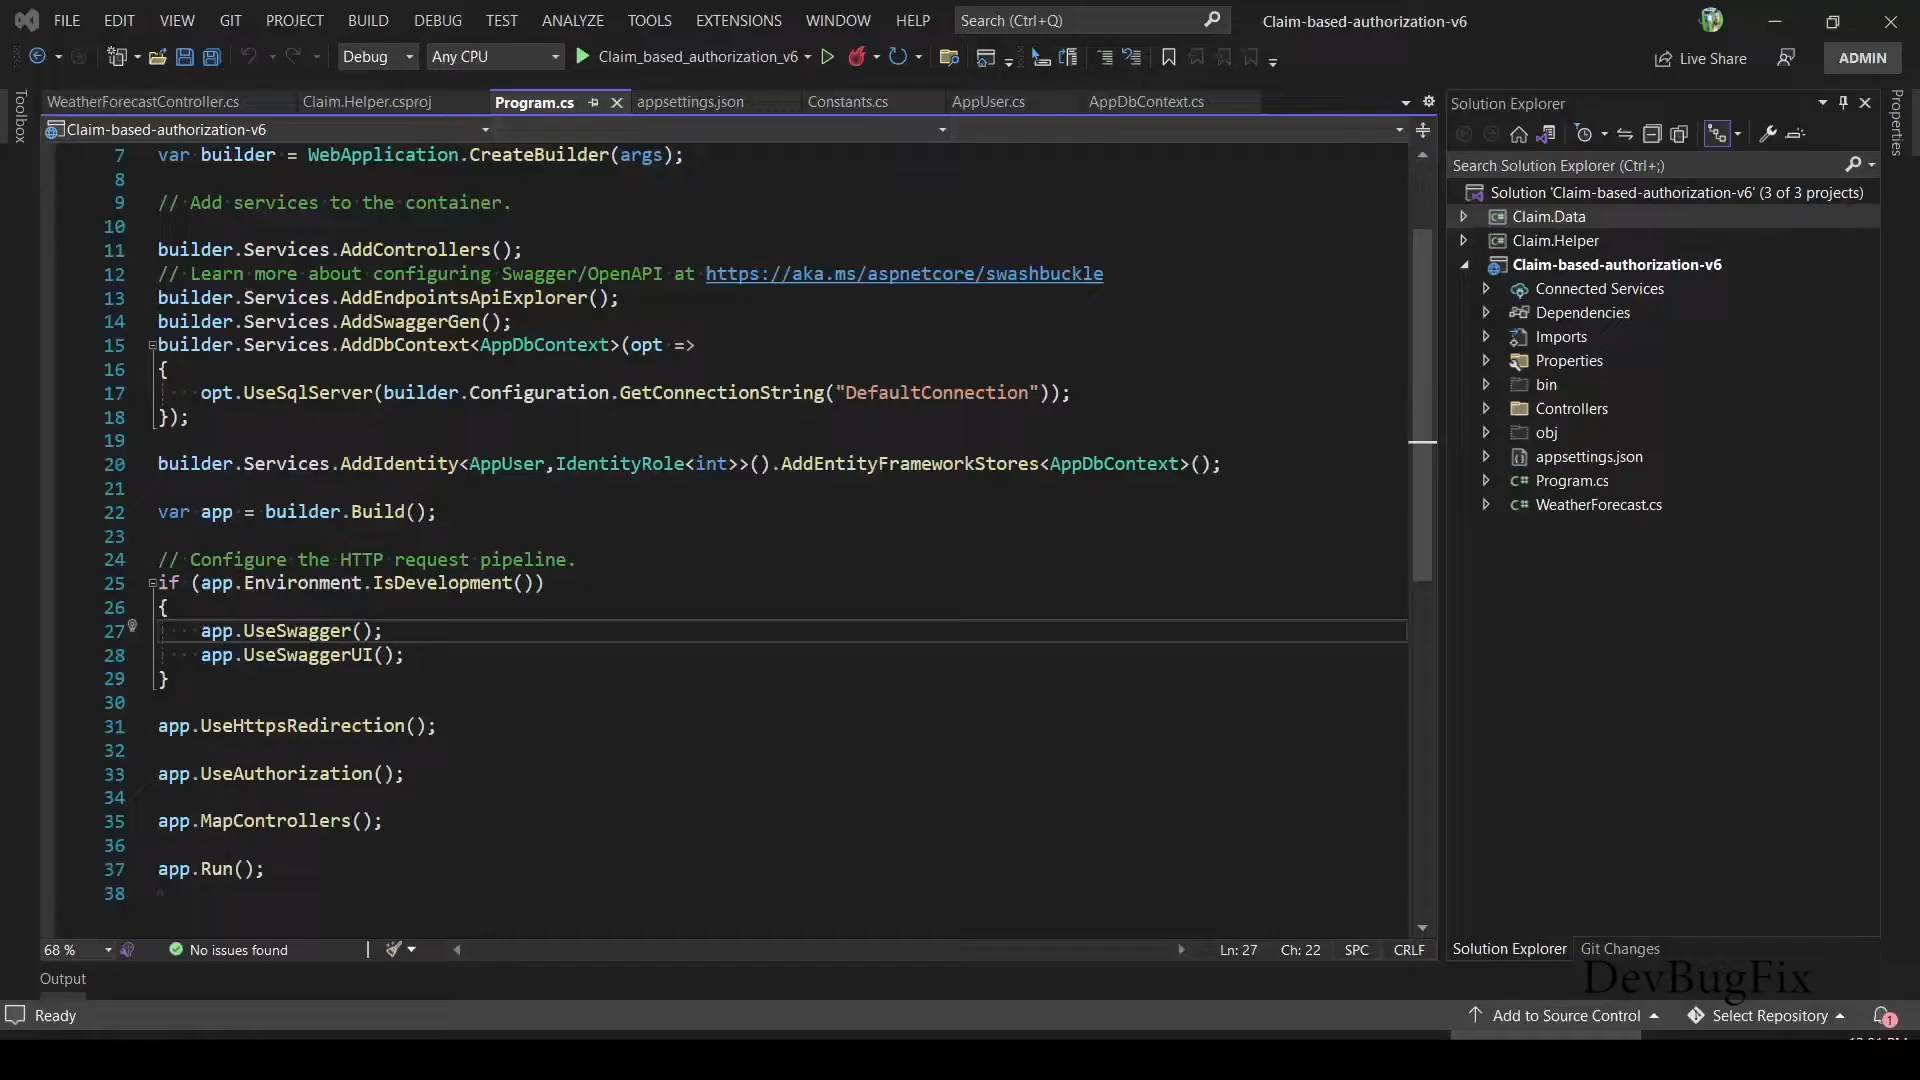 FILE EDIT VIEW GIT PROJECT BUILD DEBUG TEST ANALYZE TOOLS EXTENSIONS WINDOW HELP Search (Ctrl+Q) Claim-based-authorization-v6
Debug Any CPU Claim_based_authorization_v6 Live Share ADMIN
Toolbox
WeatherForecastController.cs Claim.Helper.csproj Program.cs appsettings.json Constants.cs AppUser.cs AppDbContext.cs
Claim-based-authorization-v6
7 var builder = WebApplication.CreateBuilder(args);
8
9 // Add services to the container.
10
11 builder.Services.AddControllers();
12 // Learn more about configuring Swagger/OpenAPI at https://aka.ms/aspnetcore/swashbuckle
13 builder.Services.AddEndpointsApiExplorer();
14 builder.Services.AddSwaggerGen();
15 builder.Services.AddDbContext<AppDbContext>(opt =>
16 {
17 opt.UseSqlServer(builder.Configuration.GetConnectionString("DefaultConnection"));
18 });
19
20 builder.Services.AddIdentity<AppUser,IdentityRole<int>>().AddEntityFrameworkStores<AppDbContext>();
21
22 var app = builder.Build();
23
24 // Configure the HTTP request pipeline.
25 if (app.Environment.IsDevelopment())
26 {
27 app.UseSwagger();
28 app.UseSwaggerUI();
29 }
30
31 app.UseHttpsRedirection();
32
33 app.UseAuthorization();
34
35 app.MapControllers();
36
37 app.Run();
38
68 % No issues found Ln: 27 Ch: 22 SPC CRLF
Output
Solution Explorer
Search Solution Explorer (Ctrl+;)
Solution 'Claim-based-authorization-v6' (3 of 3 projects)
Claim.Data
Claim.Helper
Claim-based-authorization-v6
Connected Services
Dependencies
Imports
Properties
bin
Controllers
obj
appsettings.json
Program.cs
WeatherForecast.cs
Solution Explorer Git Changes
Properties
DevBugFix
Ready Add to Source Control Select Repository 1